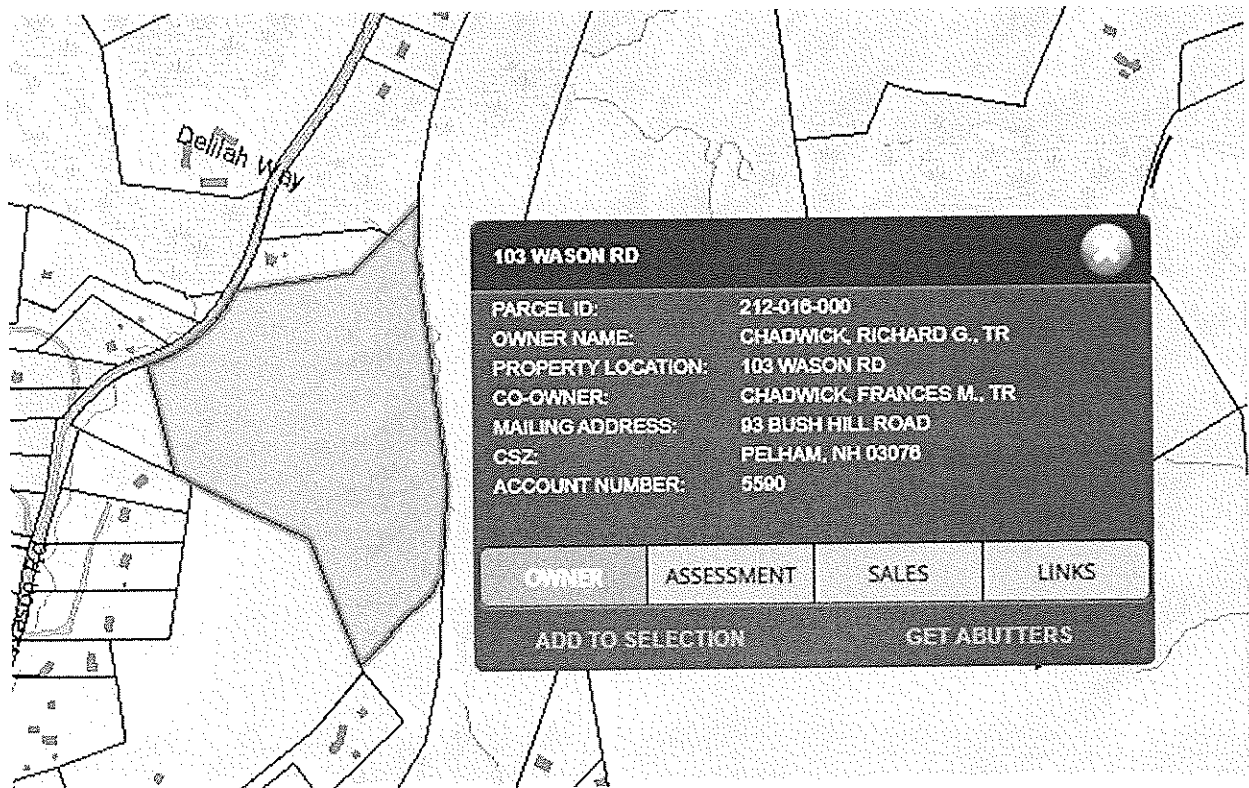 Delilah Way
103 WASON RD
PARCEL ID: 212-016-000
OWNER NAME: CHADWICK, RICHARD G., TR
PROPERTY LOCATION: 103 WASON RD
CO-OWNER: CHADWICK, FRANCES M., TR
MAILING ADDRESS: 93 BUSH HILL ROAD
CSZ: PELHAM, NH 03076
ACCOUNT NUMBER: 5590
OWNER ASSESSMENT SALES LINKS
ADD TO SELECTION GET ABUTTERS
Wason Rd